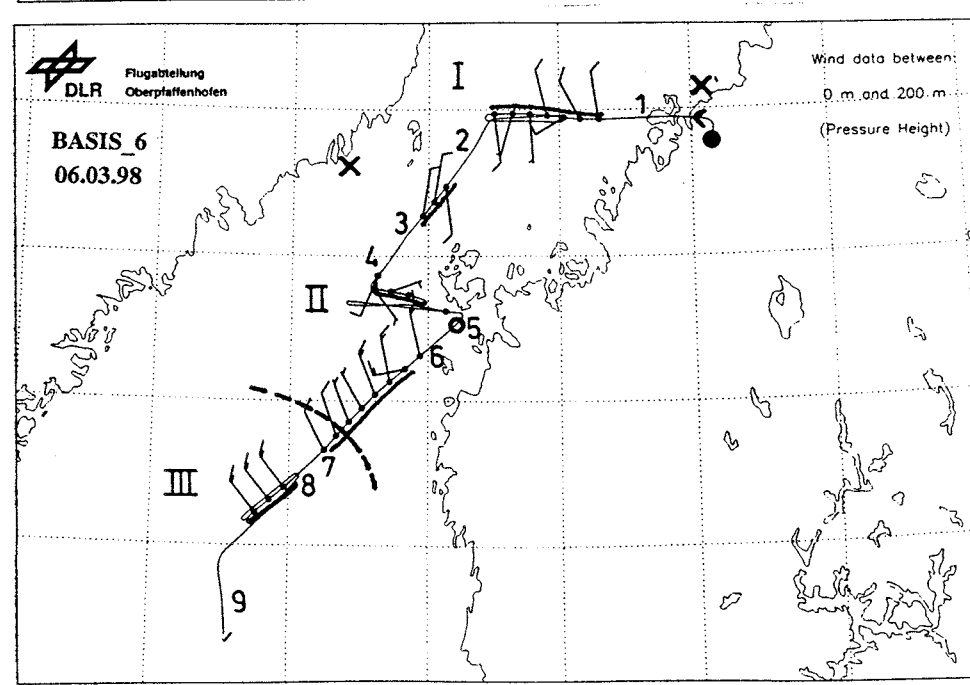 Flugabteilung
DLR Oberpfaffenhofen
BASIS_6
06.03.98
Wind data between:
0 m and 200 m
(Pressure Height)
I
1
2
3
4
II
5
6
7
III
8
9